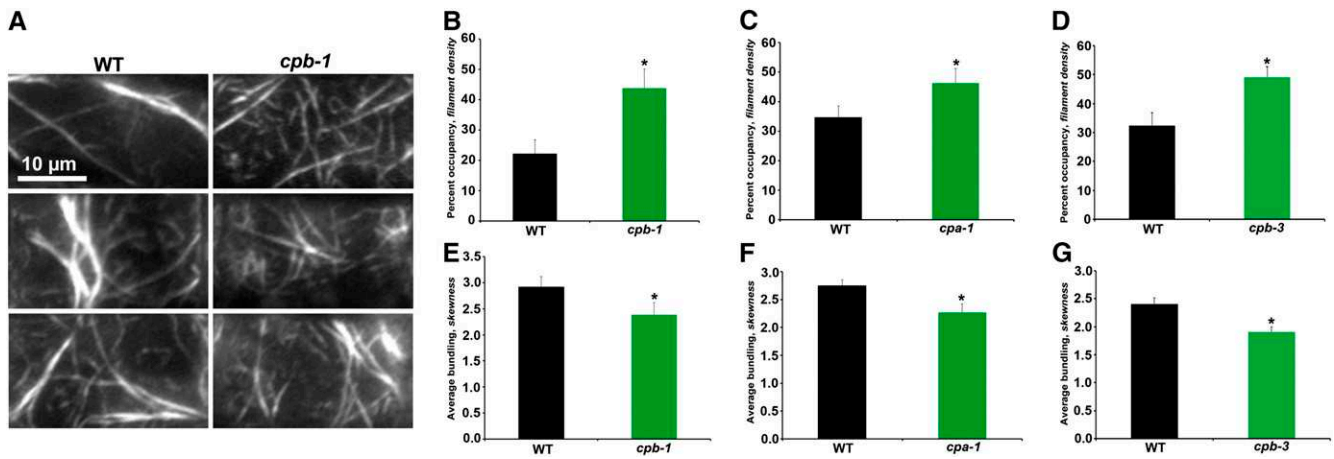 A
WT
cpb-1
10 µm
B
Percent occupancy, filament density
60
50
40
30
20
10
0
*
WT
cpb-1
C
Percent occupancy, filament density
60
50
40
30
20
10
0
*
WT
cpa-1
D
Percent occupancy, filament density
60
50
40
30
20
10
0
*
WT
cpb-3
E
Average bundling, skewness
3.5
3.0
2.5
2.0
1.5
1.0
0.5
0.0
*
WT
cpb-1
F
Average bundling, skewness
3.0
2.5
2.0
1.5
1.0
0.5
0.0
*
WT
cpa-1
G
Average bundling, skewness
3.0
2.5
2.0
1.5
1.0
0.5
0.0
*
WT
cpb-3